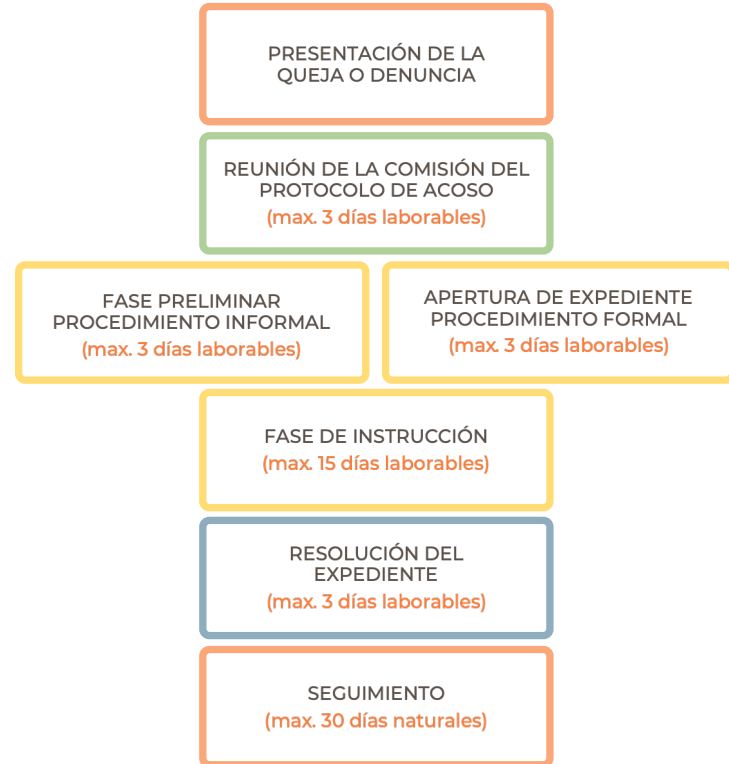 PRESENTACIÓN DE LA
QUEJA O DENUNCIA
REUNIÓN DE LA COMISIÓN DEL
PROTOCOLO DE ACOSO
(max. 3 días laborables)
FASE PRELIMINAR
PROCEDIMIENTO INFORMAL
(max. 3 días laborables)
APERTURA DE EXPEDIENTE
PROCEDIMIENTO FORMAL
(max. 3 días laborables)
FASE DE INSTRUCCIÓN
(max. 15 días laborables)
RESOLUCIÓN DEL
EXPEDIENTE
(max. 3 días laborables)
SEGUIMIENTO
(max. 30 días naturales)